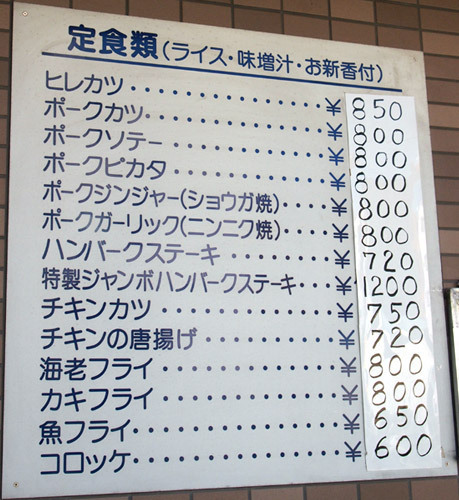 定食類(ライス・味増汁・お新香付)
ヒレカツ・・・・・・・・・・・・¥850
ポークカツ・・・・・・・・・・・¥800
ポークソテー・・・・・・・・・・¥800
ポークピカタ・・・・・・・・・・¥800
ポークジンジャー(ショウガ焼)・・・・¥800
ポークガーリック(ニンニク焼)・・・・¥800
ハンバークステーキ・・・・・・・・¥720
特製ジャンボハンバークステーキ・・・¥1200
チキンカツ・・・・・・・・・・・¥750
チキンの唐揚げ・・・・・・・・・¥720
海老フライ・・・・・・・・・・・¥800
カキフライ・・・・・・・・・・・¥800
魚フライ・・・・・・・・・・・・¥650
コロッケ・・・・・・・・・・・・¥600